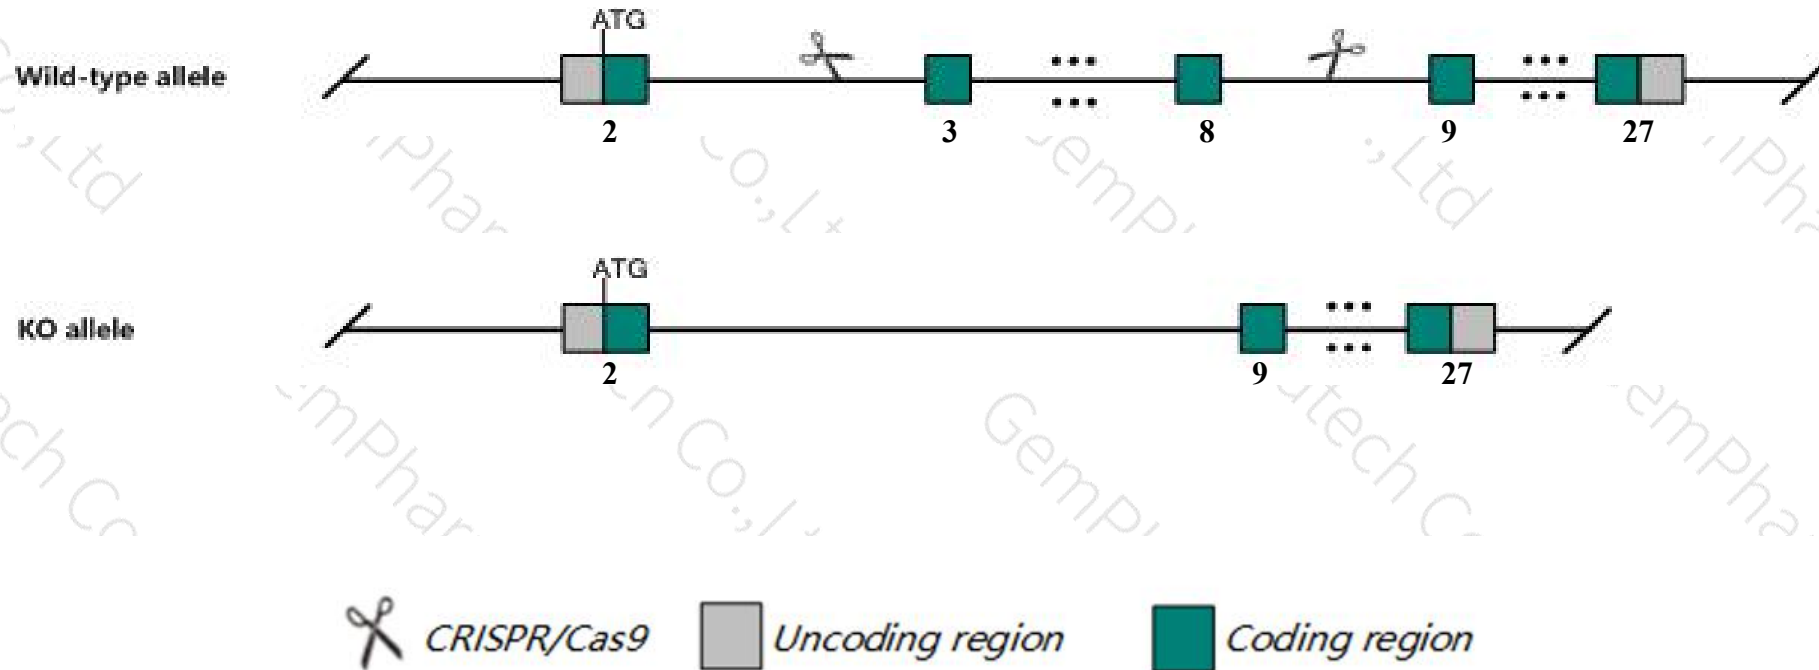 ATG
Wild-type allele
2 3 8 9 27
ATG
KO allele
2 9 27
CRISPR/Cas9 Uncoding region Coding region